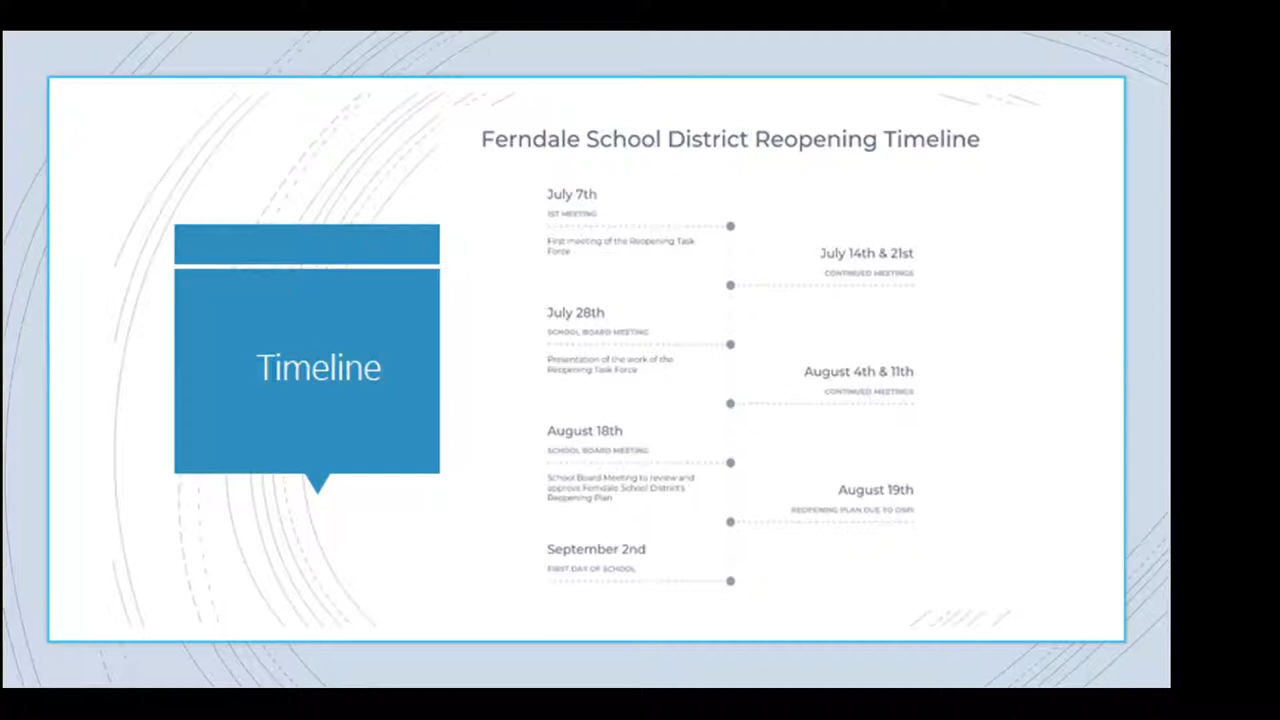 Timeline
Ferndale School District Reopening Timeline
July 7th
1ST MEETING
First meeting of the Reopening Task
Force
July 14th & 21st
CONTINUED MEETINGS
July 28th
SCHOOL BOARD MEETING
Presentation of the work of the
Reopening Task Force
August 4th & 11th
CONTINUED MEETINGS
August 18th
SCHOOL BOARD MEETING
School Board Meeting to review and
approve Ferndale School District's
Reopening Plan
August 19th
REOPENING PLAN DUE TO OSPI
September 2nd
FIRST DAY OF SCHOOL